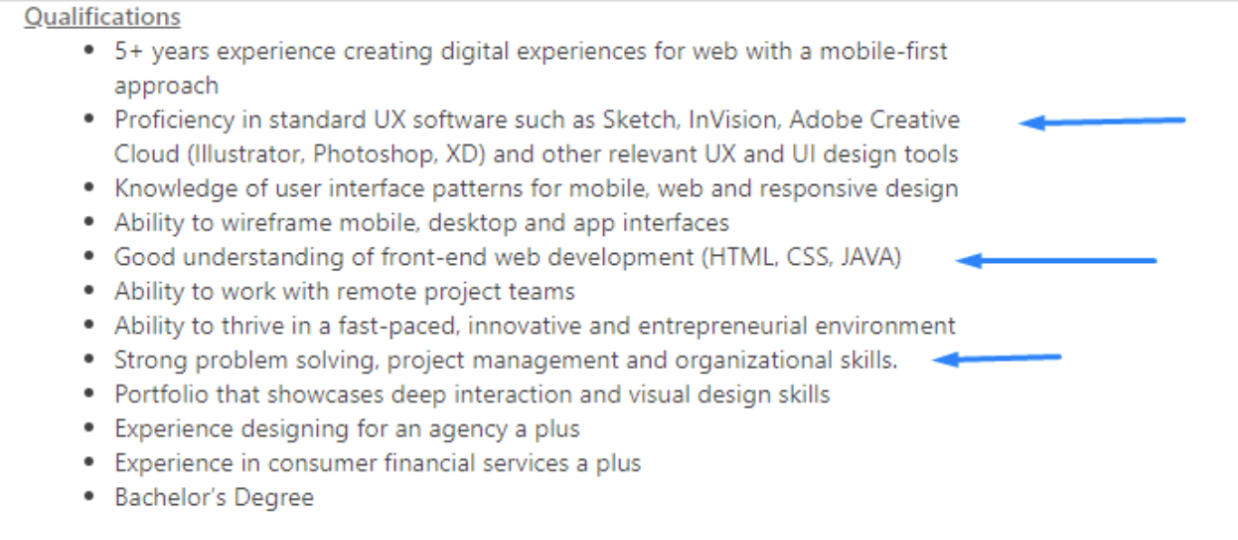 Qualifications
• 5+ years experience creating digital experiences for web with a mobile-first
approach
• Proficiency in standard UX software such as Sketch, InVision, Adobe Creative
Cloud (Illustrator, Photoshop, XD) and other relevant UX and UI design tools
• Knowledge of user interface patterns for mobile, web and responsive design
• Ability to wireframe mobile, desktop and app interfaces
• Good understanding of front-end web development (HTML, CSS, JAVA)
• Ability to work with remote project teams
• Ability to thrive in a fast-paced, innovative and entrepreneurial environment
• Strong problem solving, project management and organizational skills.
• Portfolio that showcases deep interaction and visual design skills
• Experience designing for an agency a plus
• Experience in consumer financial services a plus
• Bachelor's Degree